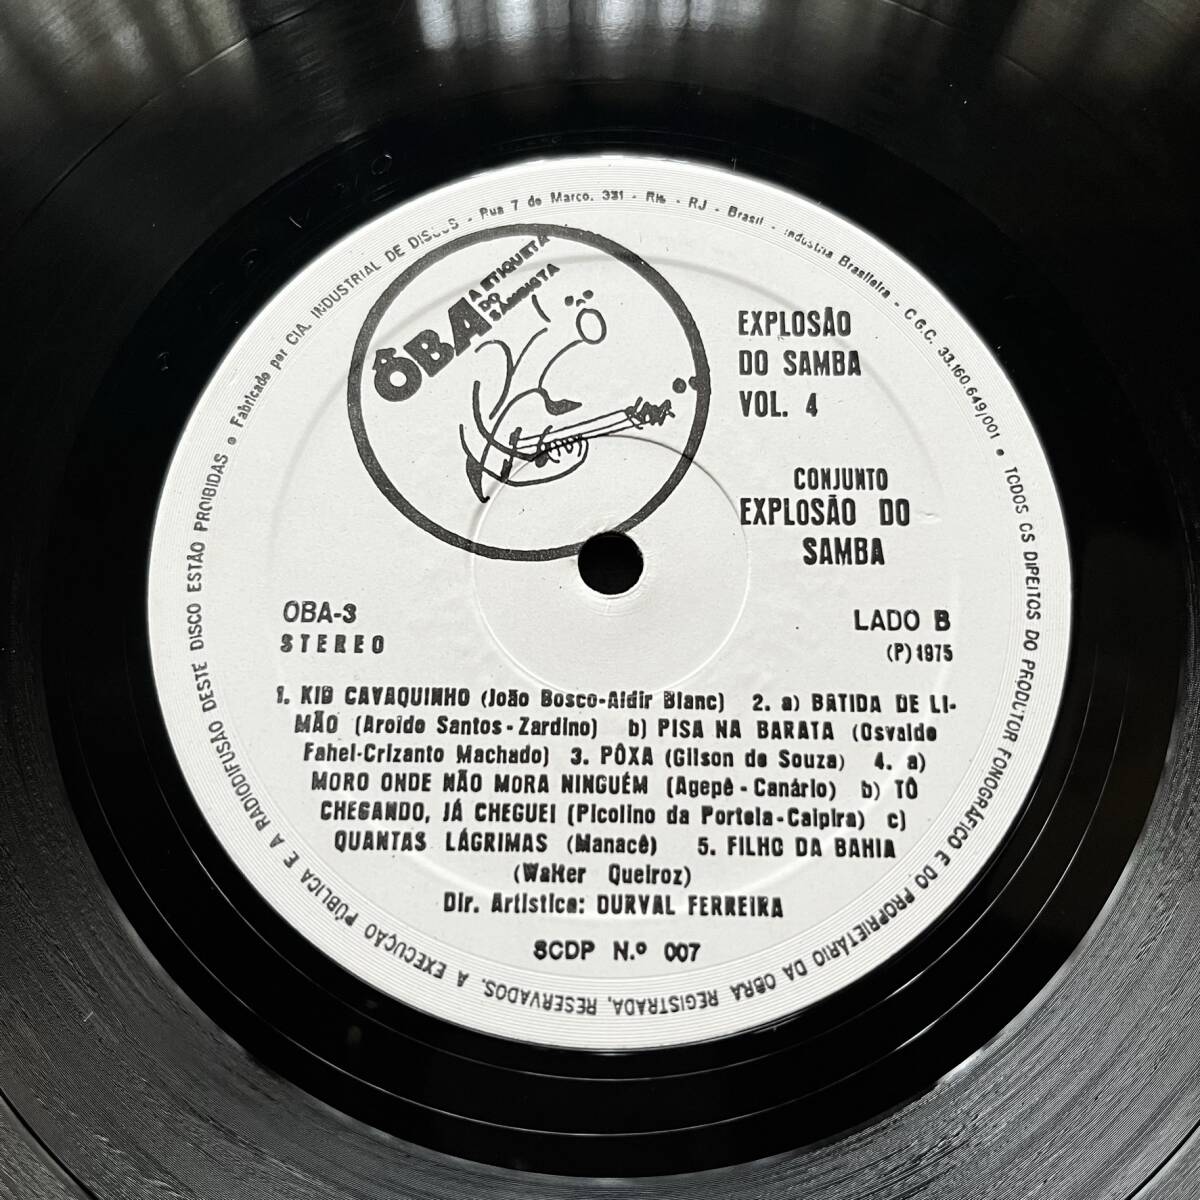 Fabricado por CIA. INDUSTRIAL DE DISCOS - Rua 7 de Março, 331 - Rio - RJ - Brasil - Indústria Brasileira - C.G.C. 33.160.649/001 • TODOS OS DIREITOS DO PRODUTOR FONOGRÁFICO E DO PROPRIETÁRIO DA OBRA REGISTRADA, RESERVADOS. A EXECUÇÃO PÚBLICA E A RADIODIFUSÃO DESTE DISCO ESTÃO PROIBIDAS •
ÔBA
A ETIQUETA
DO
SAMBISTA
EXPLOSÃO
DO SAMBA
VOL. 4
CONJUNTO
EXPLOSÃO DO
SAMBA
OBA-3
STEREO
LADO B
(P) 1975
1. KID CAVAQUINHO (João Bosco-Aldir Blanc) 2. a) BATIDA DE LI-
MÃO (Aroldo Santos - Zardino) b) PISA NA BARATA (Osvaldo
Fahel-Crizanto Machado) 3. PÔXA (Gilson de Souza) 4. a)
MORO ONDE NÃO MORA NINGUÉM (Agepê - Canário) b) TÔ
CHEGANDO, JÁ CHEGUEI (Picolino da Portela-Caipira) c)
QUANTAS LÁGRIMAS (Manacê) 5. FILHO DA BAHIA
(Walter Queiroz)
Dir. Artística: DURVAL FERREIRA
SCDP N.º 007